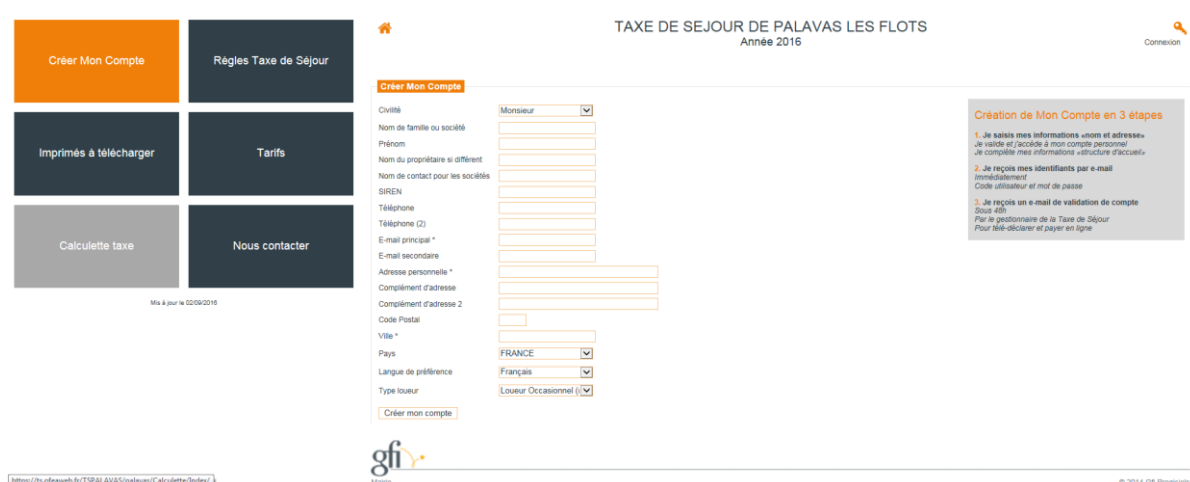 Créer Mon Compte
Règles Taxe de Séjour
Imprimés à télécharger
Tarifs
Calculette taxe
Nous contacter
Mis à jour le 02/09/2016
TAXE DE SEJOUR DE PALAVAS LES FLOTS
Année 2016
Connexion
Créer Mon Compte
Civilité
Monsieur
Nom de famille ou société
Prénom
Nom du propriétaire si différent
Nom de contact pour les sociétés
SIREN
Téléphone
Téléphone (2)
E-mail principal *
E-mail secondaire
Adresse personnelle *
Complément d'adresse
Complément d'adresse 2
Code Postal
Ville *
Pays
FRANCE
Langue de préférence
Français
Type loueur
Loueur Occasionnel (
Créer mon compte
Création de Mon Compte en 3 étapes
1. Je saisis mes informations «nom et adresse»
Je valide et j'accède à mon compte personnel
Je complète mes informations «structure d'accueil»
2. Je reçois mes identifiants par e-mail
Immédiatement
Code utilisateur et mot de passe
3. Je reçois un e-mail de validation de compte
Sous 48h
Par le gestionnaire de la Taxe de Séjour
Pour télé-déclarer et payer en ligne
gfi